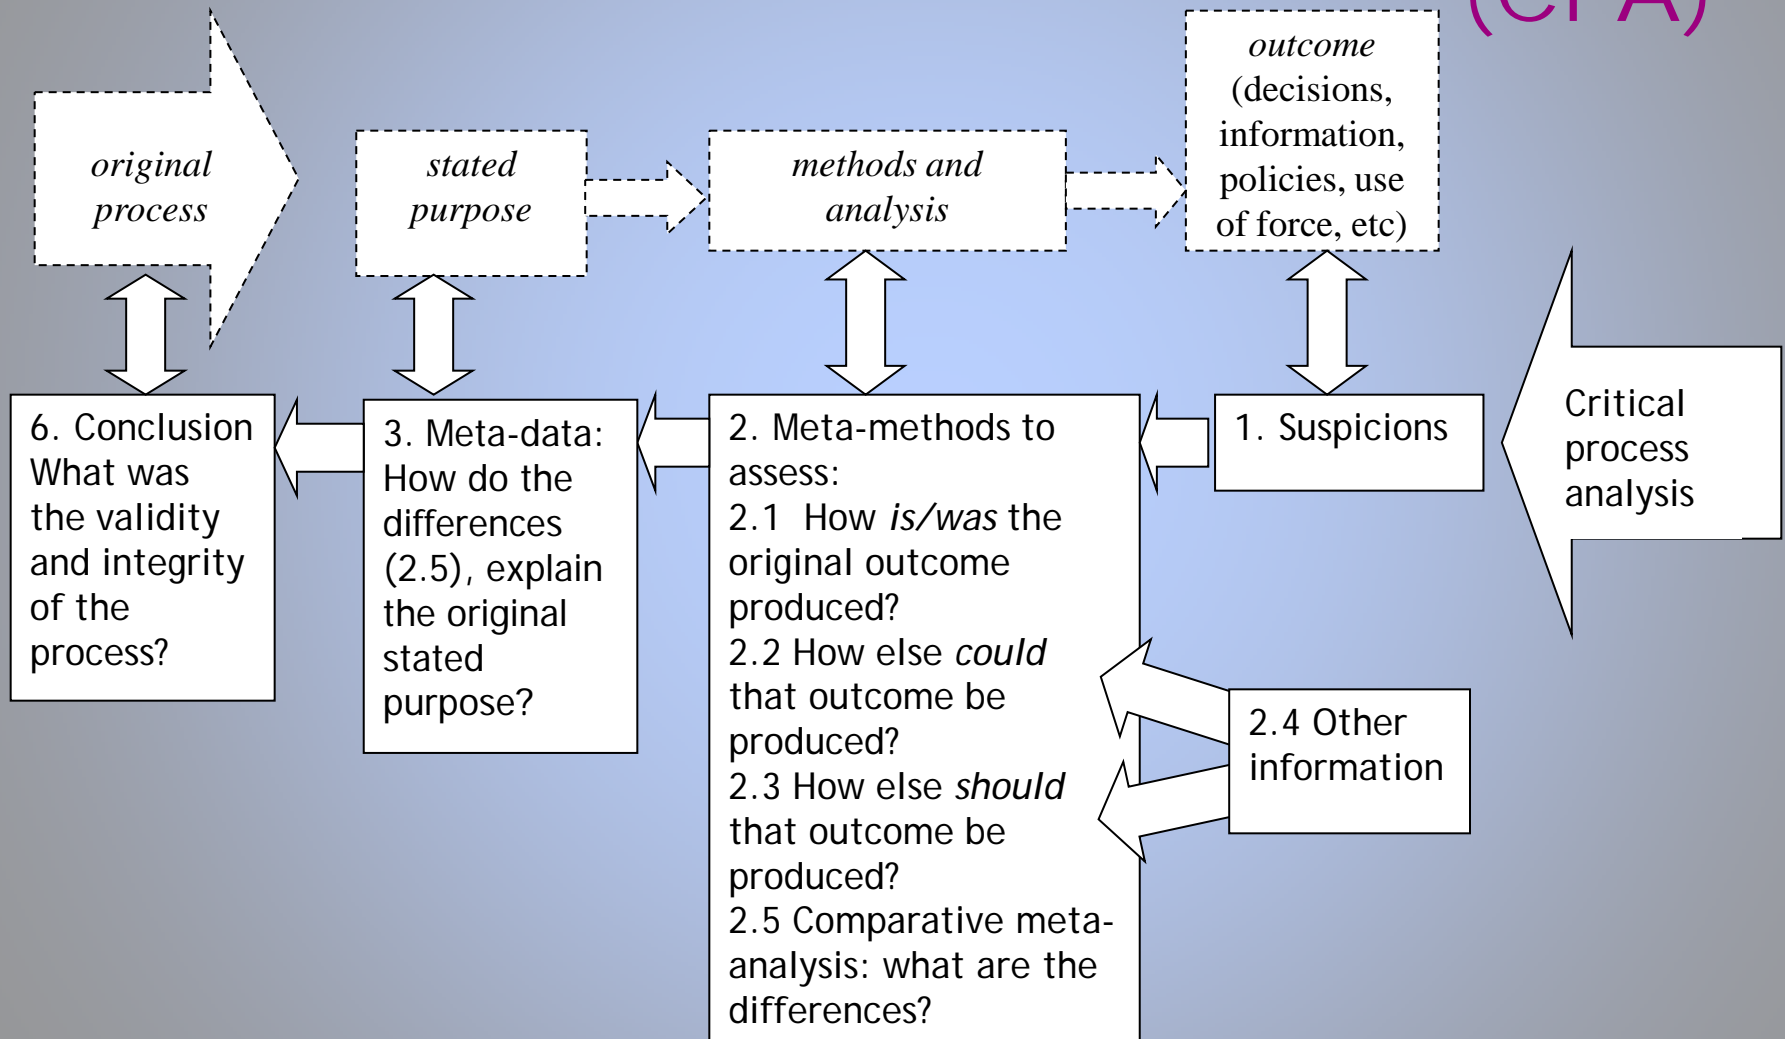 (CPA)
original
process
stated
purpose
methods and
analysis
outcome
(decisions,
information,
policies, use
of force, etc)
6. Conclusion
What was
the validity
and integrity
of the
process?
3. Meta-data:
How do the
differences
(2.5), explain
the original
stated
purpose?
2. Meta-methods to
assess:
2.1 How is/was the
original outcome
produced?
2.2 How else could
that outcome be
produced?
2.3 How else should
that outcome be
produced?
2.5 Comparative meta-
analysis: what are the
differences?
1. Suspicions
2.4 Other
information
Critical
process
analysis